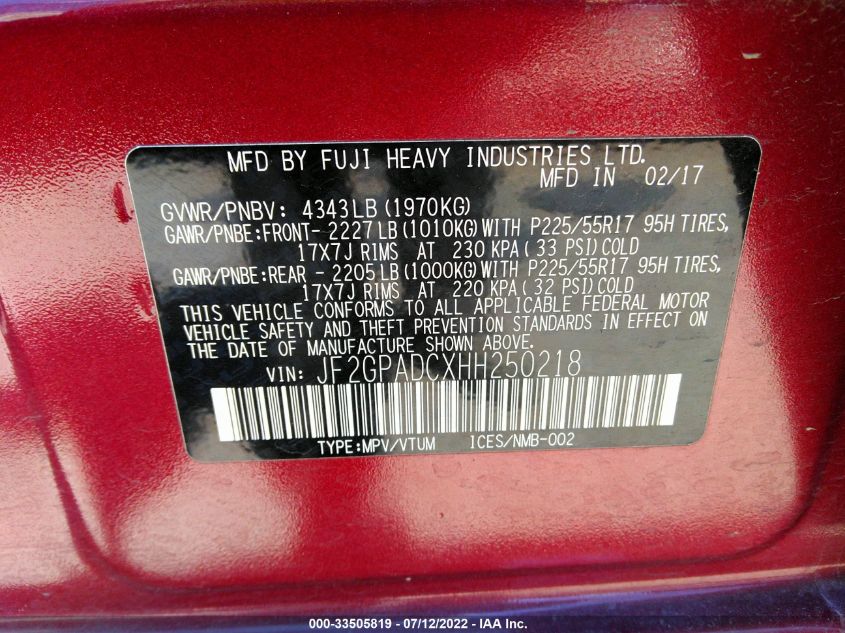 MFD BY FUJI HEAVY INDUSTRIES LTD.
MFD IN 02/17
GVWR/PNBV: 4343LB (1970KG)
GAWR/PNBE:FRONT- 2227 LB (1010KG) WITH P225/55R17 95H TIRES,
17X7J RIMS AT 230 KPA (33 PSI) COLD
GAWR/PNBE:REAR - 2205 LB (1000KG) WITH P225/55R17 95H TIRES,
17X7J RIMS AT 220 KPA (32 PSI) COLD
THIS VEHICLE CONFORMS TO ALL APPLICABLE FEDERAL MOTOR
VEHICLE SAFETY AND THEFT PREVENTION STANDARDS IN EFFECT ON
THE DATE OF MANUFACTURE SHOWN ABOVE.
VIN: JF2GPADCXHH250218
TYPE:MPV/VTUM ICES/NMB-002
000-33505819 - 07/12/2022 - IAA Inc.